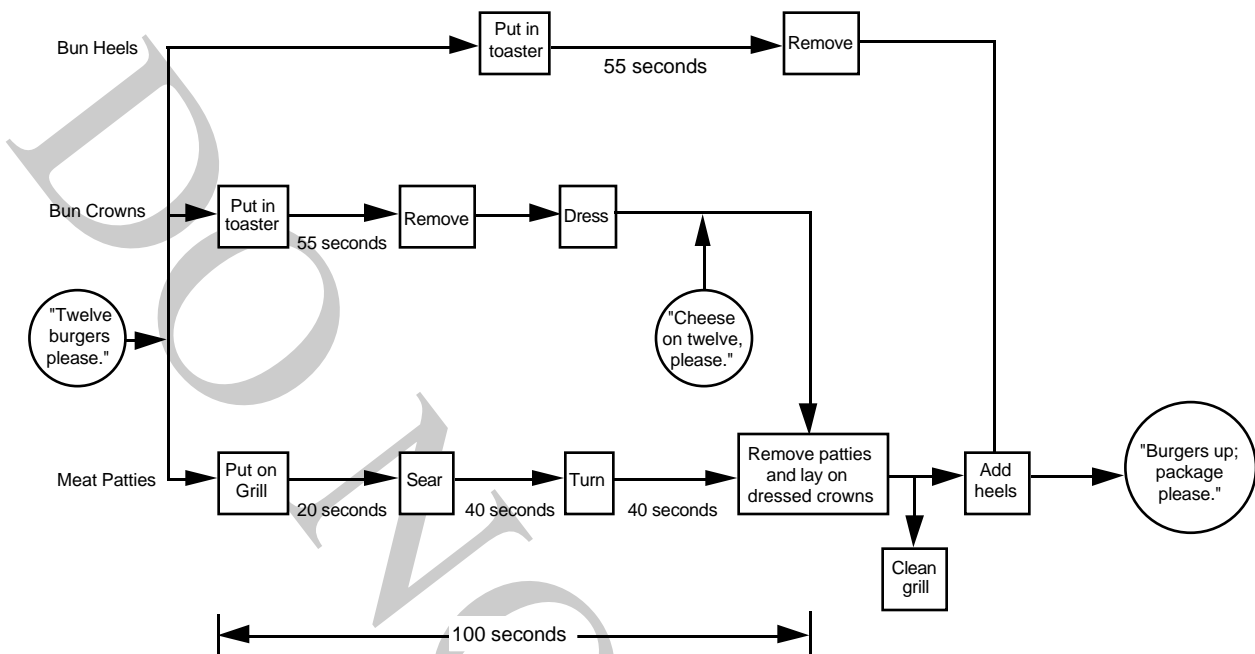 Bun Heels
Put in
toaster
55 seconds
Remove
Bun Crowns
Put in
toaster
55 seconds
Remove
Dress
"Twelve
burgers
please."
"Cheese
on twelve,
please."
Meat Patties
Put on
Grill
20 seconds
Sear
40 seconds
Turn
40 seconds
Remove patties
and lay on
dressed crowns
Add
heels
"Burgers up;
package
please."
Clean
grill
100 seconds
DO NO